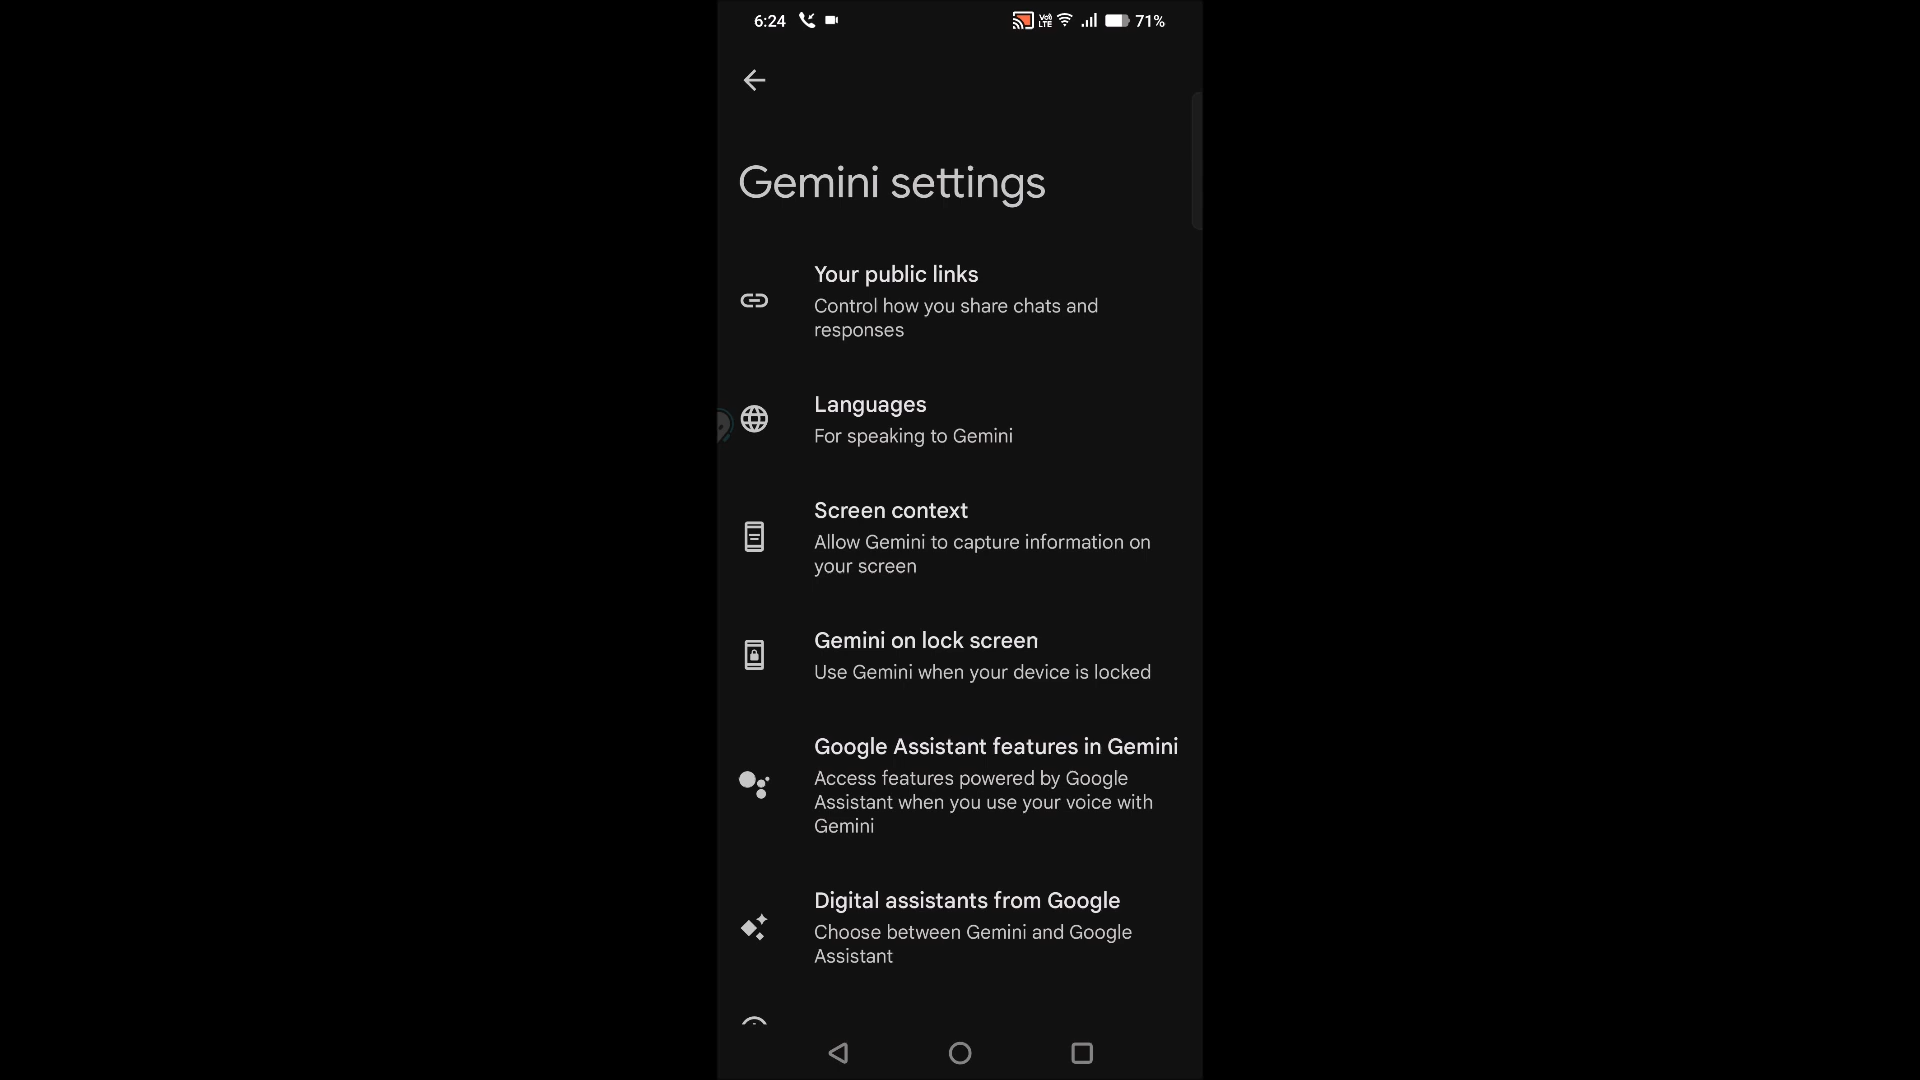 6:24
Vo) LTE
71%
Gemini settings
Your public links
Control how you share chats and
responses
Languages
For speaking to Gemini
Screen context
Allow Gemini to capture information on
your screen
Gemini on lock screen
Use Gemini when your device is locked
Google Assistant features in Gemini
Access features powered by Google
Assistant when you use your voice with
Gemini
Digital assistants from Google
Choose between Gemini and Google
Assistant